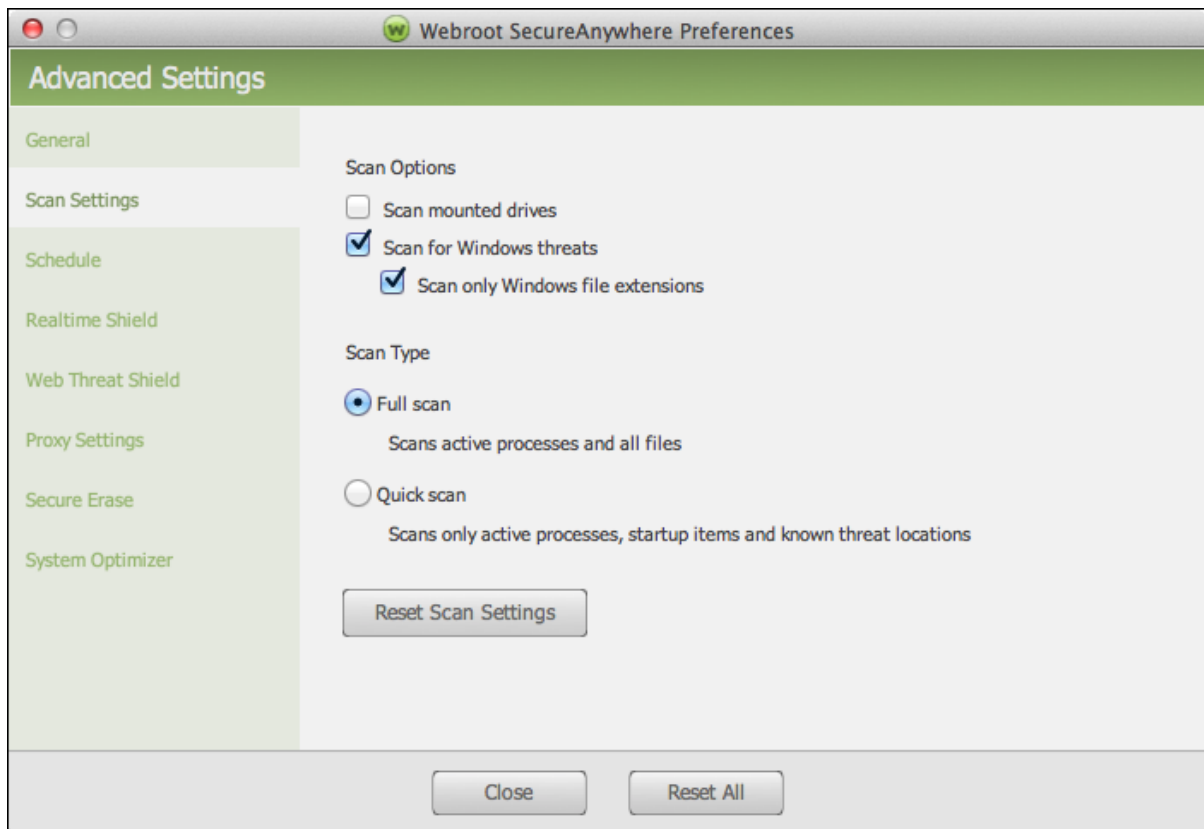 Webroot SecureAnywhere Preferences
Advanced Settings
General
Scan Settings
Schedule
Realtime Shield
Web Threat Shield
Proxy Settings
Secure Erase
System Optimizer
Scan Options
Scan mounted drives
Scan for Windows threats
Scan only Windows file extensions
Scan Type
Full scan
Scans active processes and all files
Quick scan
Scans only active processes, startup items and known threat locations
Reset Scan Settings
Close
Reset All